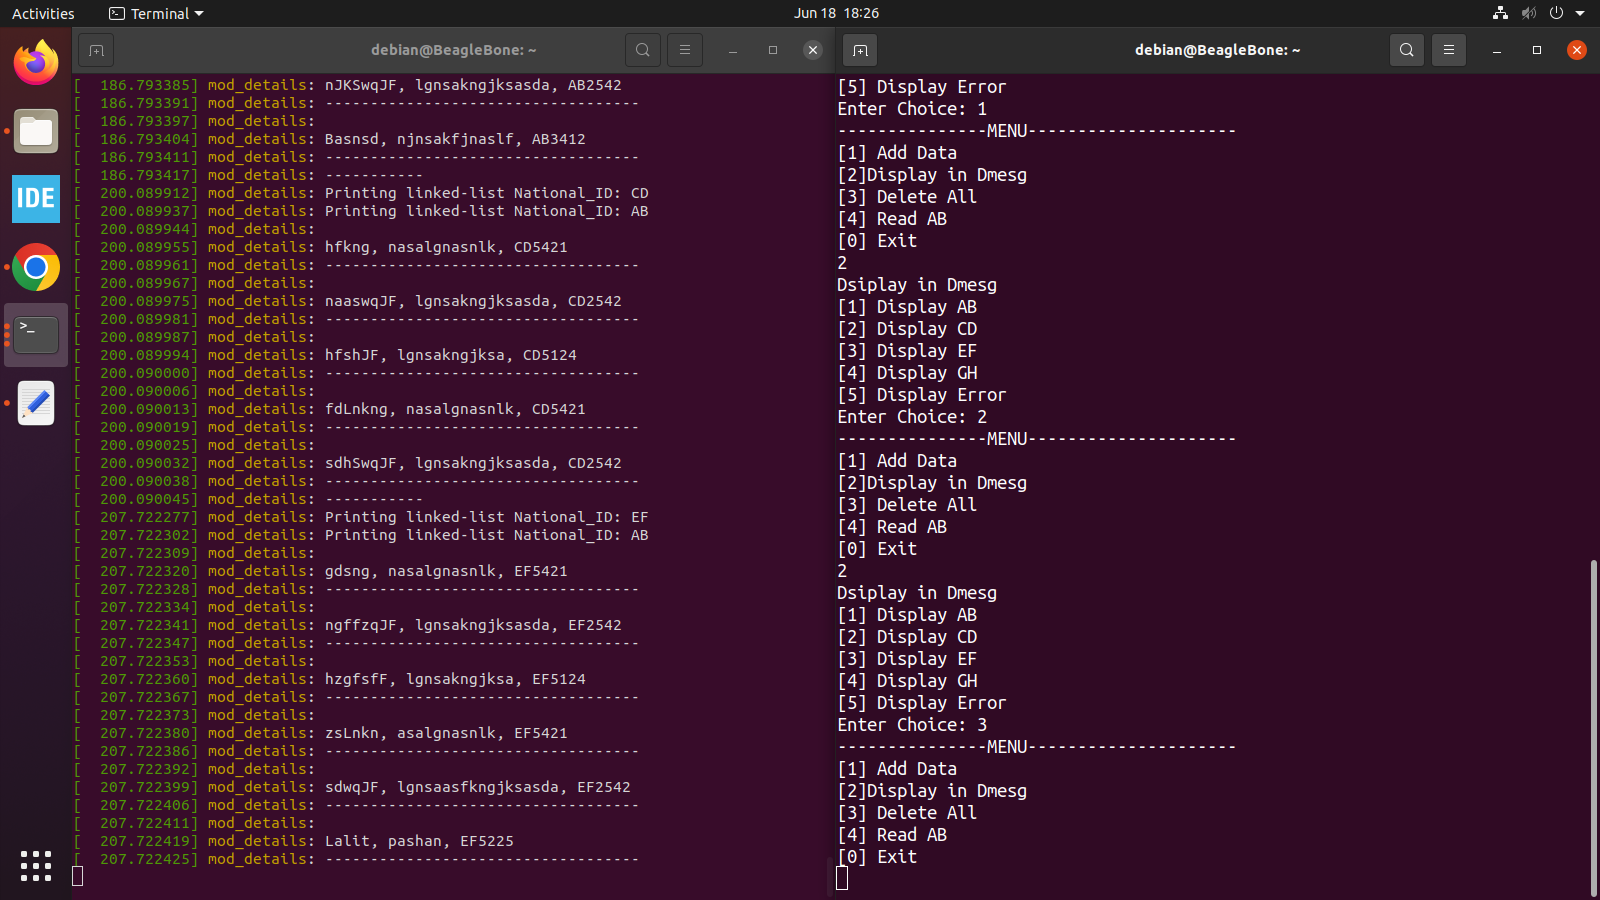 Activities
Terminal
Jun 18 18:26
debian@BeagleBone: ~
[  186.793385] mod_details: nJKSwqJF, lgnsakngjksasda, AB2542
[  186.793391] mod_details: -----------------------------------
[  186.793397] mod_details:
[  186.793404] mod_details: Basnsd, njnsakfjnaslf, AB3412
[  186.793411] mod_details: -----------------------------------
[  186.793417] mod_details: -----------
[  200.089912] mod_details: Printing linked-list National_ID: CD
[  200.089937] mod_details: Printing linked-list National_ID: AB
[  200.089944] mod_details:
[  200.089955] mod_details: hfkng, nasalgnasnlk, CD5421
[  200.089961] mod_details: -----------------------------------
[  200.089967] mod_details:
[  200.089975] mod_details: naaswqJF, lgnsakngjksasda, CD2542
[  200.089981] mod_details: -----------------------------------
[  200.089987] mod_details:
[  200.089994] mod_details: hfshJF, lgnsakngjksa, CD5124
[  200.090000] mod_details: -----------------------------------
[  200.090006] mod_details:
[  200.090013] mod_details: fdLnkng, nasalgnasnlk, CD5421
[  200.090019] mod_details: -----------------------------------
[  200.090025] mod_details:
[  200.090032] mod_details: sdhSwqJF, lgnsakngjksasda, CD2542
[  200.090038] mod_details: -----------------------------------
[  200.090045] mod_details: -----------
[  207.722277] mod_details: Printing linked-list National_ID: EF
[  207.722302] mod_details: Printing linked-list National_ID: AB
[  207.722309] mod_details:
[  207.722320] mod_details: gdsng, nasalgnasnlk, EF5421
[  207.722328] mod_details: -----------------------------------
[  207.722334] mod_details:
[  207.722341] mod_details: ngffzqJF, lgnsakngjksasda, EF2542
[  207.722347] mod_details: -----------------------------------
[  207.722353] mod_details:
[  207.722360] mod_details: hzgfsfF, lgnsakngjksa, EF5124
[  207.722367] mod_details: -----------------------------------
[  207.722373] mod_details:
[  207.722380] mod_details: zsLnkn, asalgnasnlk, EF5421
[  207.722386] mod_details: -----------------------------------
[  207.722392] mod_details:
[  207.722399] mod_details: sdwqJF, lgnsaasfkngjksasda, EF2542
[  207.722406] mod_details: -----------------------------------
[  207.722411] mod_details:
[  207.722419] mod_details: Lalit, pashan, EF5225
[  207.722425] mod_details: -----------------------------------
debian@BeagleBone: ~
[5] Display Error
Enter Choice: 1
---------------MENU---------------------
[1] Add Data
[2]Display in Dmesg
[3] Delete All
[4] Read AB
[0] Exit
2
Dsiplay in Dmesg
[1] Display AB
[2] Display CD
[3] Display EF
[4] Display GH
[5] Display Error
Enter Choice: 2
---------------MENU---------------------
[1] Add Data
[2]Display in Dmesg
[3] Delete All
[4] Read AB
[0] Exit
2
Dsiplay in Dmesg
[1] Display AB
[2] Display CD
[3] Display EF
[4] Display GH
[5] Display Error
Enter Choice: 3
---------------MENU---------------------
[1] Add Data
[2]Display in Dmesg
[3] Delete All
[4] Read AB
[0] Exit
IDE
>_